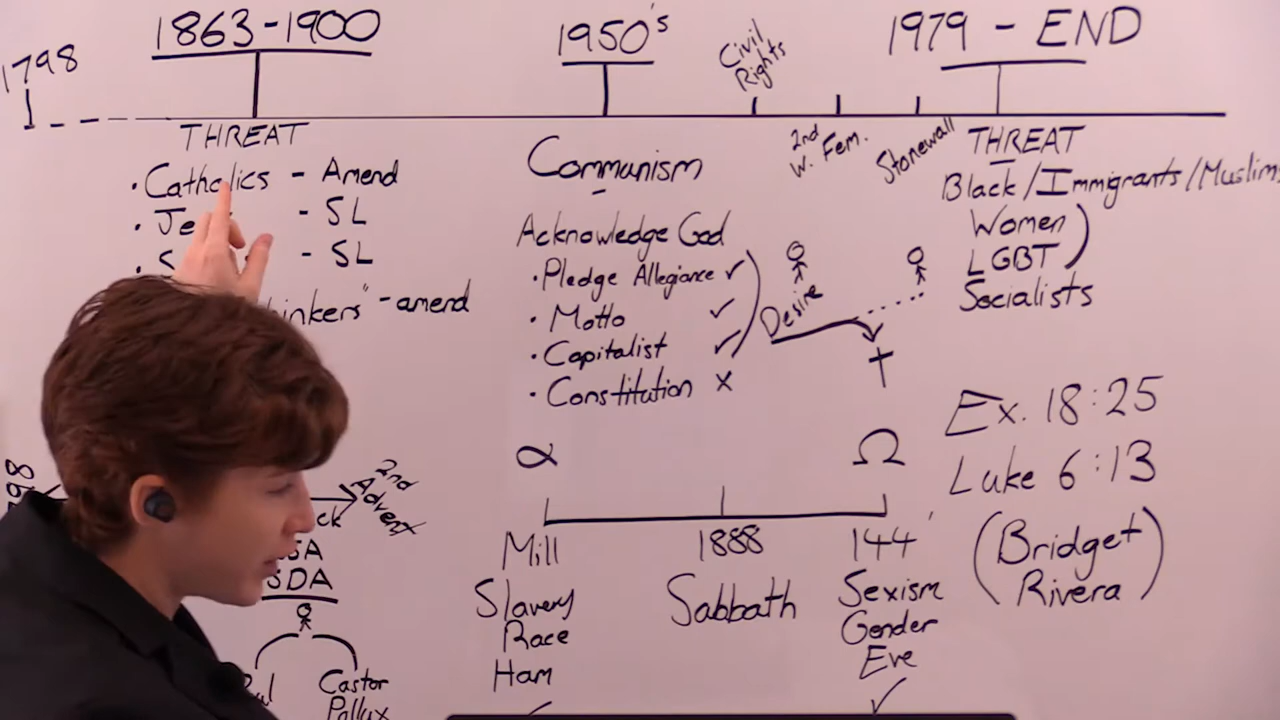 1798
1863-1900
1950's
Civil
Rights
2nd
W. Fem.
Stonewall
1979 - END
THREAT
· Catholics - Amend
· - SL
· - SL
" - amend
Communism
Acknowledge God
· Pledge Allegiance ✓
· Motto ✓
· Capitalist ✓
· Constitution x
Desire
THREAT
Black/Immigrants/Muslims
Women
LGBT
Socialists
Ex. 18:25
Luke 6:13
(Bridget
Rivera)
2nd
Advent
SDA
Castor
Pollux
α
Ω
Mill
Slavery
Race
Ham
1888
Sabbath
144'
Sexism
Gender
Eve
✓